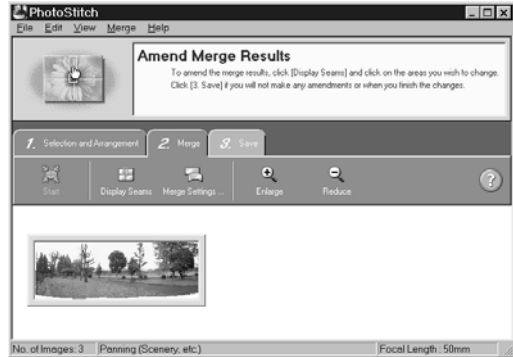 PhotoStitch
File Edit View Merge Help
Amend Merge Results
To amend the merge results, click [Display Seams] and click on the areas you wish to change.
Click [3. Save] if you will not make any amendments or when you finish the changes.
1. Selection and Arrangement 2. Merge 3. Save
Start Display Seams Merge Settings ... Enlarge Reduce ?
No. of Images: 3 Panning (Scenery, etc.) Focal Length : 50mm